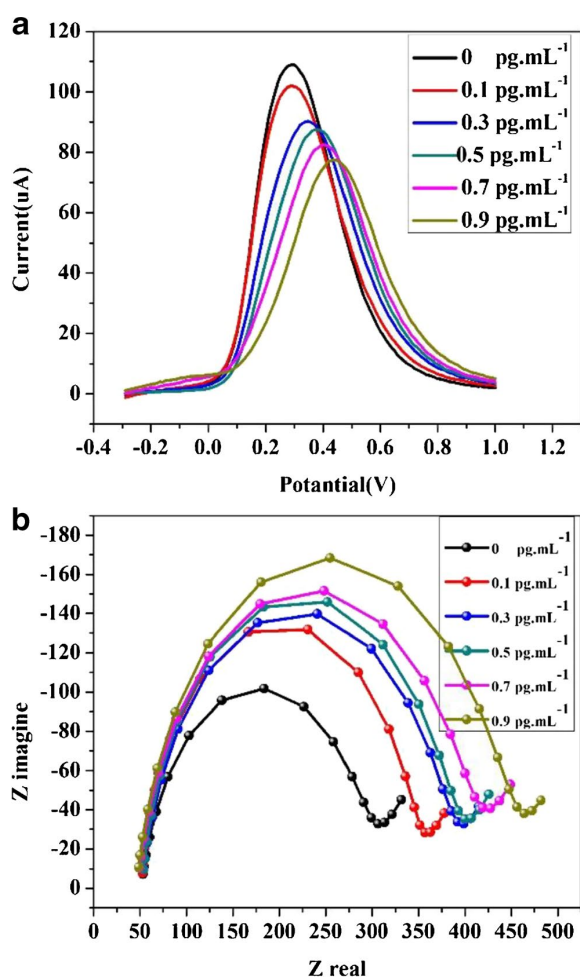 a
120
100
80
60
40
20
0
Current(uA)
0 pg.mL-1
0.1 pg.mL-1
0.3 pg.mL-1
0.5 pg.mL-1
0.7 pg.mL-1
0.9 pg.mL-1
-0.4 -0.2 0.0 0.2 0.4 0.6 0.8 1.0 1.2
Potantial(V)
b
-180
-160
-140
-120
-100
-80
-60
-40
-20
0
Z imagine
0 pg.mL-1
0.1 pg.mL-1
0.3 pg.mL-1
0.5 pg.mL-1
0.7 pg.mL-1
0.9 pg.mL-1
0 50 100 150 200 250 300 350 400 450 500
Z real